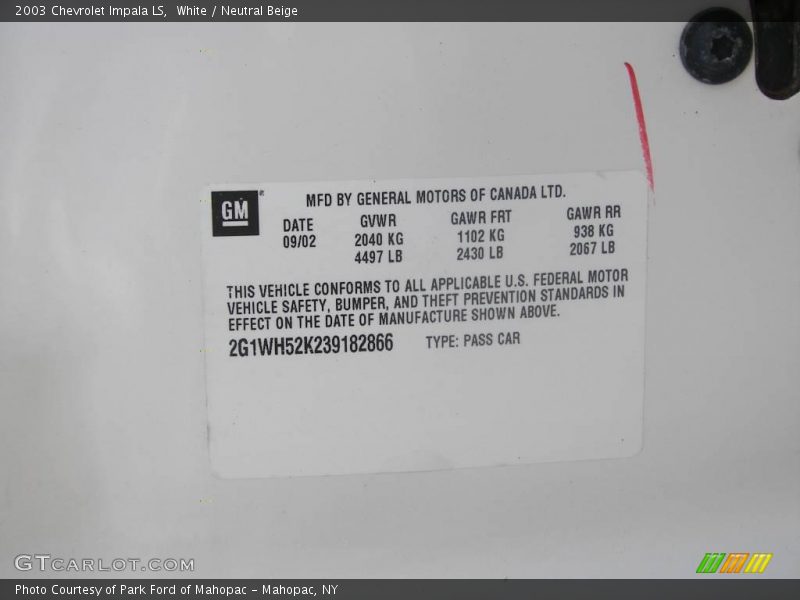 2003 Chevrolet Impala LS,  White / Neutral Beige
GM®
MFD BY GENERAL MOTORS OF CANADA LTD.
DATE GVWR GAWR FRT GAWR RR
09/02 2040 KG 1102 KG 938 KG
4497 LB 2430 LB 2067 LB
THIS VEHICLE CONFORMS TO ALL APPLICABLE U.S. FEDERAL MOTOR
VEHICLE SAFETY, BUMPER, AND THEFT PREVENTION STANDARDS IN
EFFECT ON THE DATE OF MANUFACTURE SHOWN ABOVE.
2G1WH52K239182866 TYPE: PASS CAR
GTCARLOT.COM
Photo Courtesy of Park Ford of Mahopac – Mahopac, NY